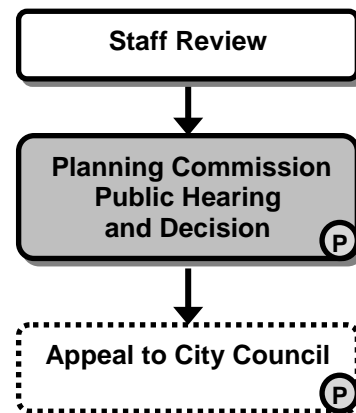 Staff Review
Planning Commission
Public Hearing
and Decision
P
Appeal to City Council
P